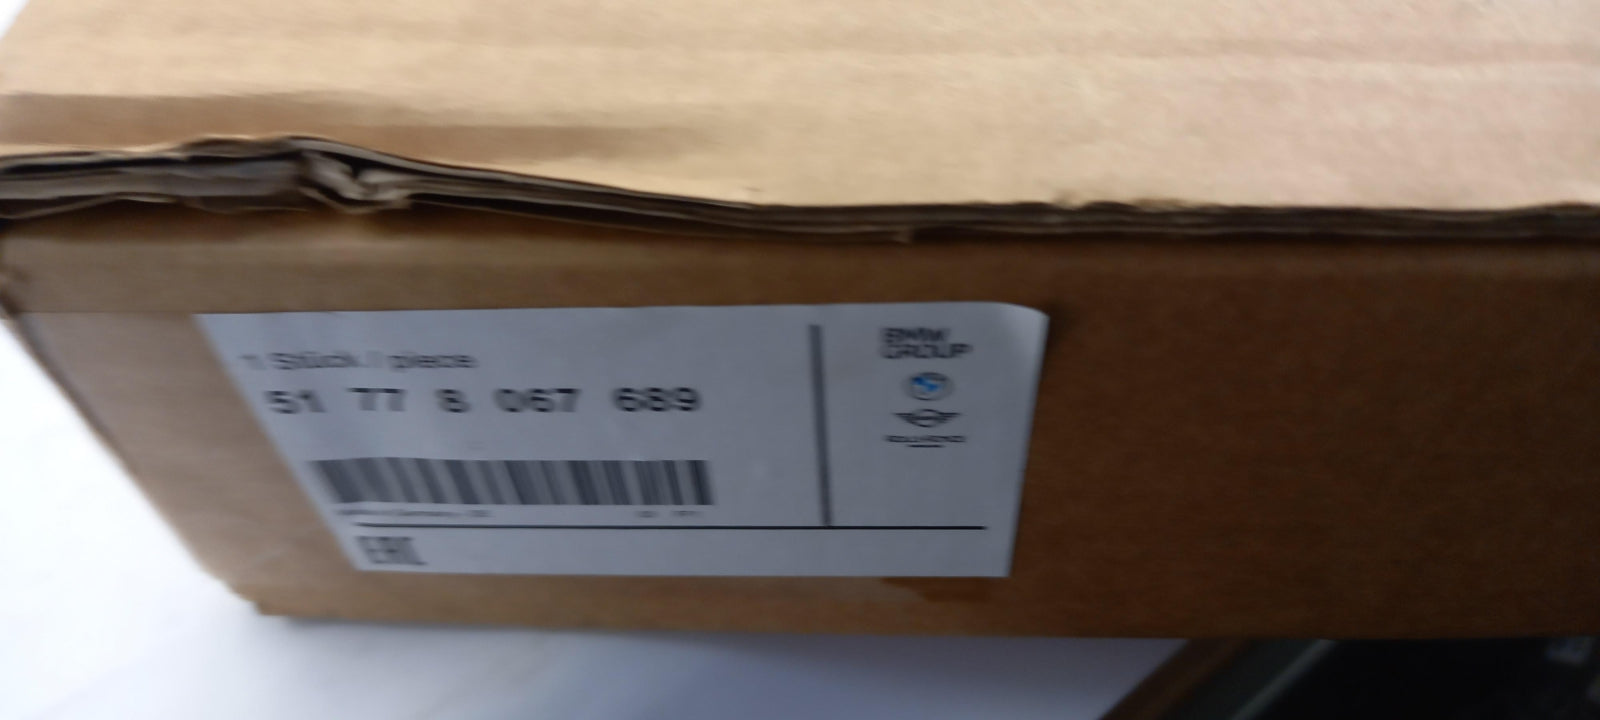 1 Stück / piece
51 77 8 067 689
BMW
GROUP
EAC